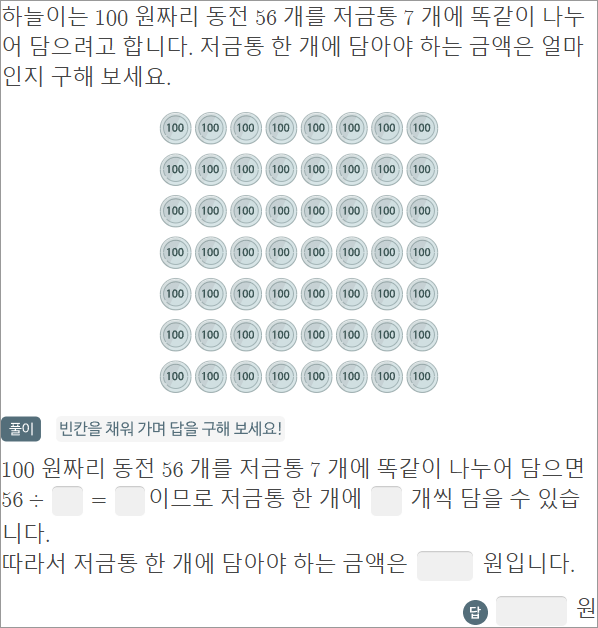 하늘이는 100 원짜리 동전 56 개를 저금통 7 개에 똑같이 나누
어 담으려고 합니다. 저금통 한 개에 담아야 하는 금액은 얼마
인지 구해 보세요.
100 100 100 100 100 100 100 100
100 100 100 100 100 100 100 100
100 100 100 100 100 100 100 100
100 100 100 100 100 100 100 100
100 100 100 100 100 100 100 100
100 100 100 100 100 100 100 100
100 100 100 100 100 100 100 100
풀이 빈칸을 채워 가며 답을 구해 보세요!
100 원짜리 동전 56 개를 저금통 7 개에 똑같이 나누어 담으면
56 ÷ = 이므로 저금통 한 개에 개씩 담을 수 있습
니다.
따라서 저금통 한 개에 담아야 하는 금액은 원입니다.
답 원